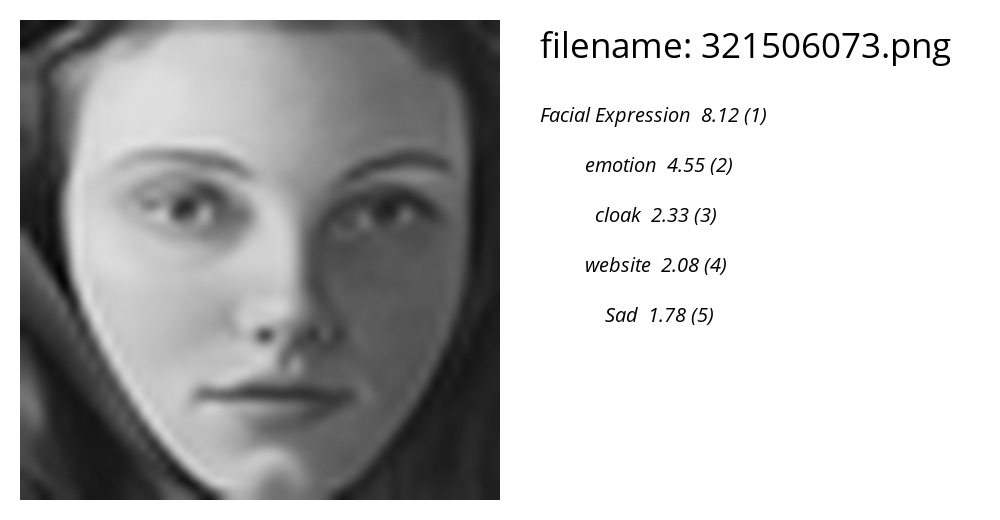 filename: 321506073.png
Facial Expression 8.12 (1)
emotion 4.55 (2)
cloak 2.33 (3)
website 2.08 (4)
Sad 1.78 (5)